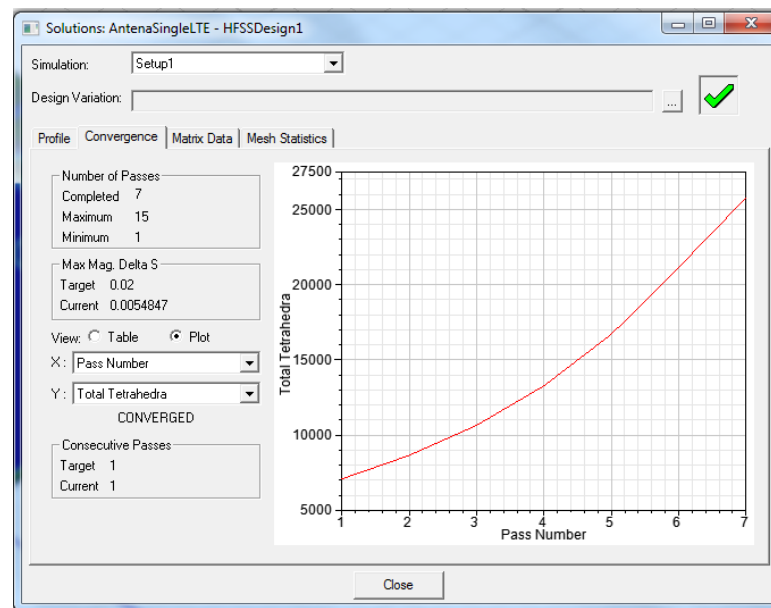 Solutions: AntenaSingleLTE - HFSSDesign1
Simulation: Setup1
Design Variation: ...
Profile Convergence Matrix Data Mesh Statistics
Number of Passes
Completed 7
Maximum 15
Minimum 1
Max Mag. Delta S
Target 0.02
Current 0.0054847
View: Table Plot
X: Pass Number
Y: Total Tetrahedra
CONVERGED
Consecutive Passes
Target 1
Current 1
27500
25000
20000
15000
10000
5000
Total Tetrahedra
1 2 3 4 5 6 7
Pass Number
Close